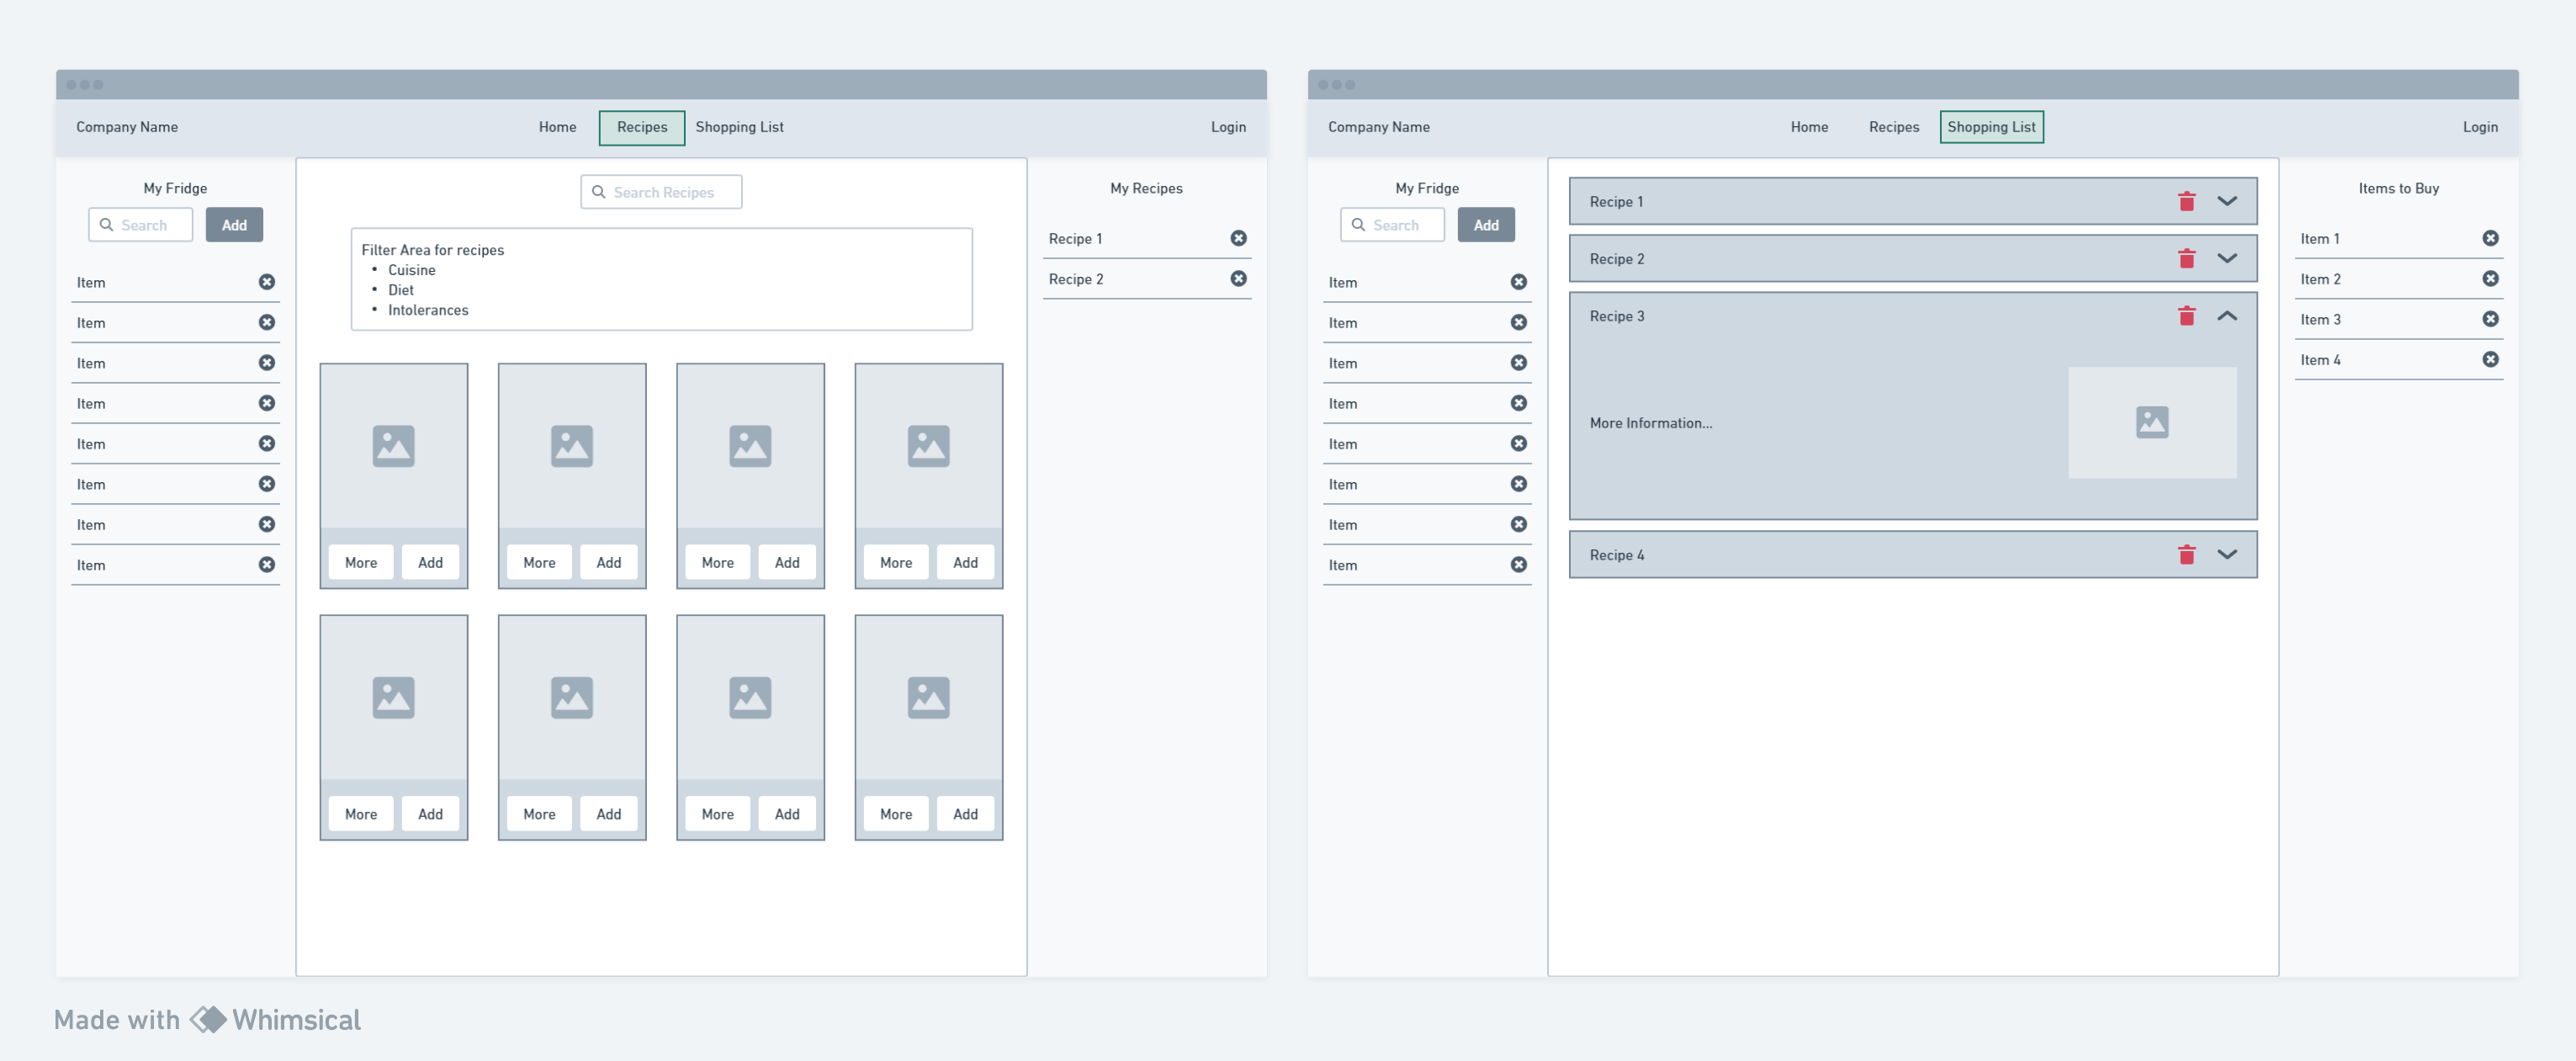 Company Name
Home
Recipes
Shopping List
Login
My Fridge
Search
Add
Item
Item
Item
Item
Item
Item
Item
Item
Search Recipes
Filter Area for recipes
• Cuisine
• Diet
• Intolerances
More Add
More Add
More Add
More Add
More Add
More Add
More Add
More Add
My Recipes
Recipe 1
Recipe 2
Company Name
Home
Recipes
Shopping List
Login
My Fridge
Search
Add
Item
Item
Item
Item
Item
Item
Item
Item
Recipe 1
Recipe 2
Recipe 3
More Information...
Recipe 4
Items to Buy
Item 1
Item 2
Item 3
Item 4
Made with Whimsical